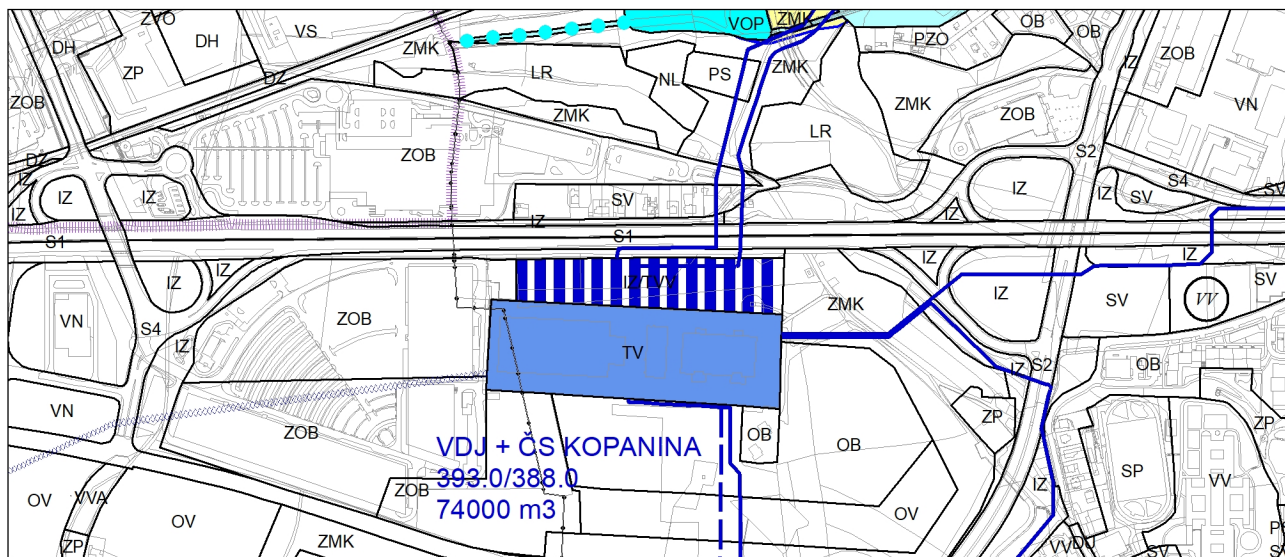 ZVO
VS
VOP
ZMK
OB
OB
DH
DH
ZMK
PZO
ZOB
IZ
ZP
DZ
LR
NL
PS
ZMK
ZMK
VN
ZOB
ZMK
LR
ZOB
ZOB
DZ
S2
IZ
IZ
IZ
SV
IZ
IZ
SV
S4
SV
IZ
IZ
S1
S1
IZ
IZ
IZ
IZ
IZ/TVV
ZMK
IZ
SV
SV
VV
VN
ZOB
S4
IZ
TV
S2
IZ
OB
VN
ZP
ZP
ZOB
VDJ + ČS KOPANINA
393.0/388.0
74000 m3
OB
OB
SP
VV
OV
VVA
OV
ZOB
IZ
OV
ZP
ZMK